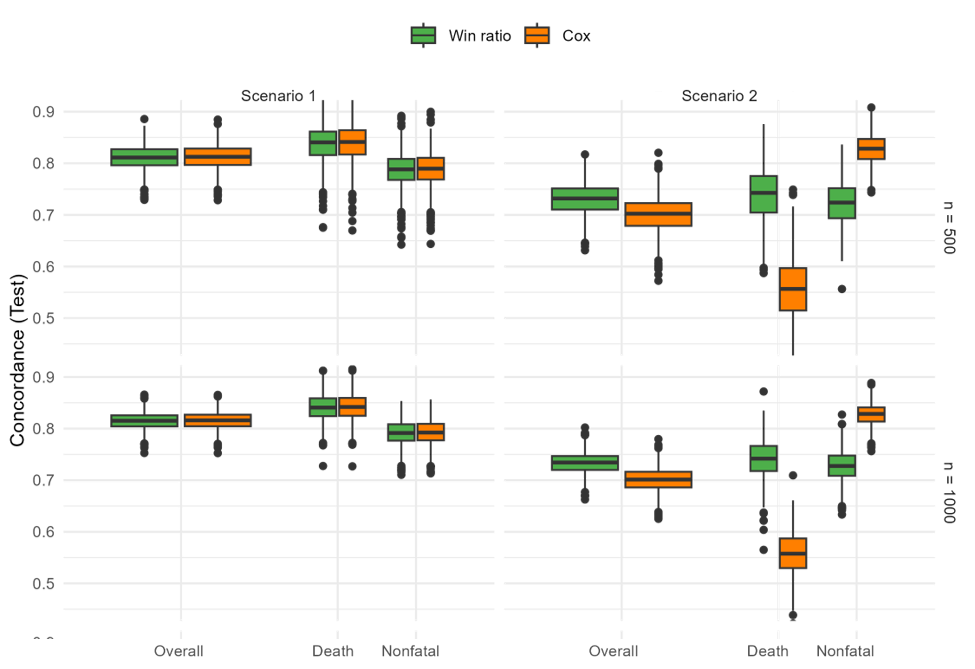 Win ratio Cox
Scenario 1 Scenario 2
Concordance (Test)
0.9
0.8
0.7
0.6
0.5
n = 500
0.9
0.8
0.7
0.6
0.5
n = 1000
Overall Death Nonfatal Overall Death Nonfatal